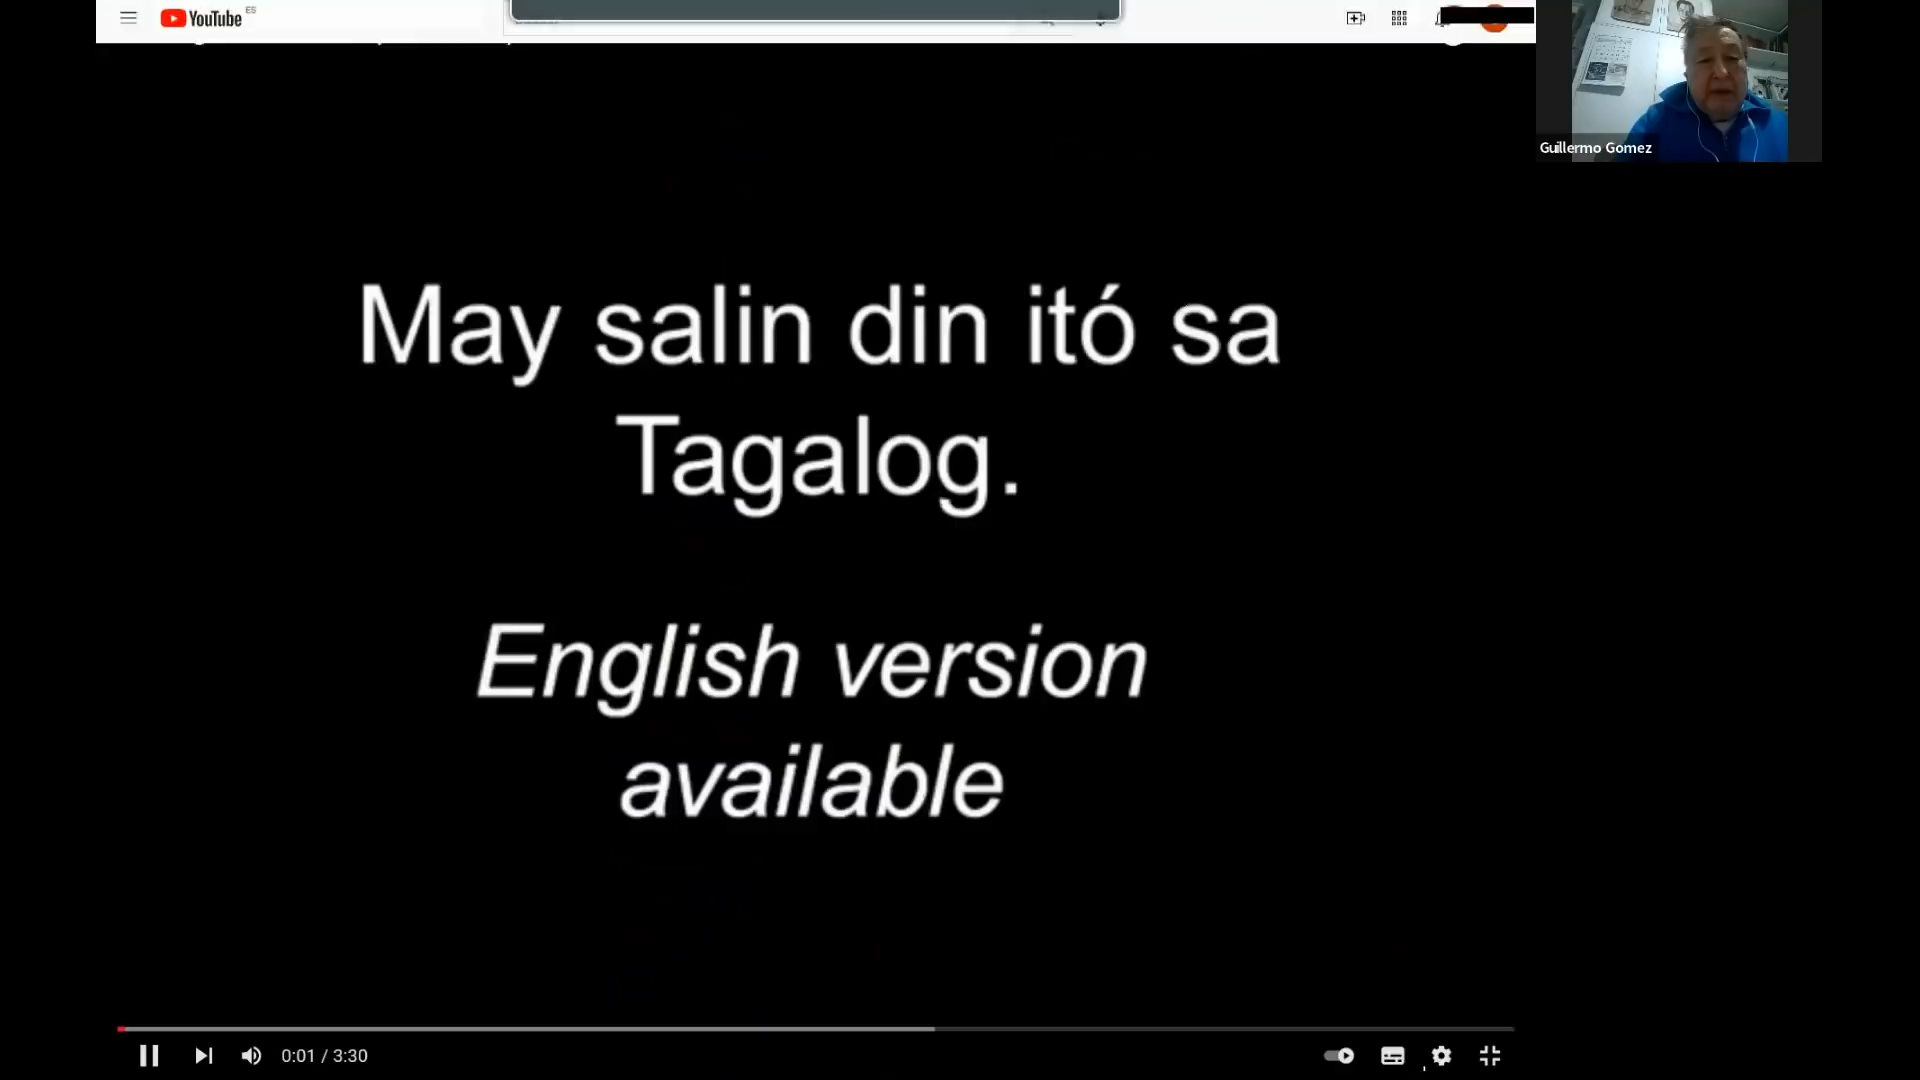 YouTube ES
Guillermo Gomez
May salin din itó sa
Tagalog.
English version
available
0:01 / 3:30